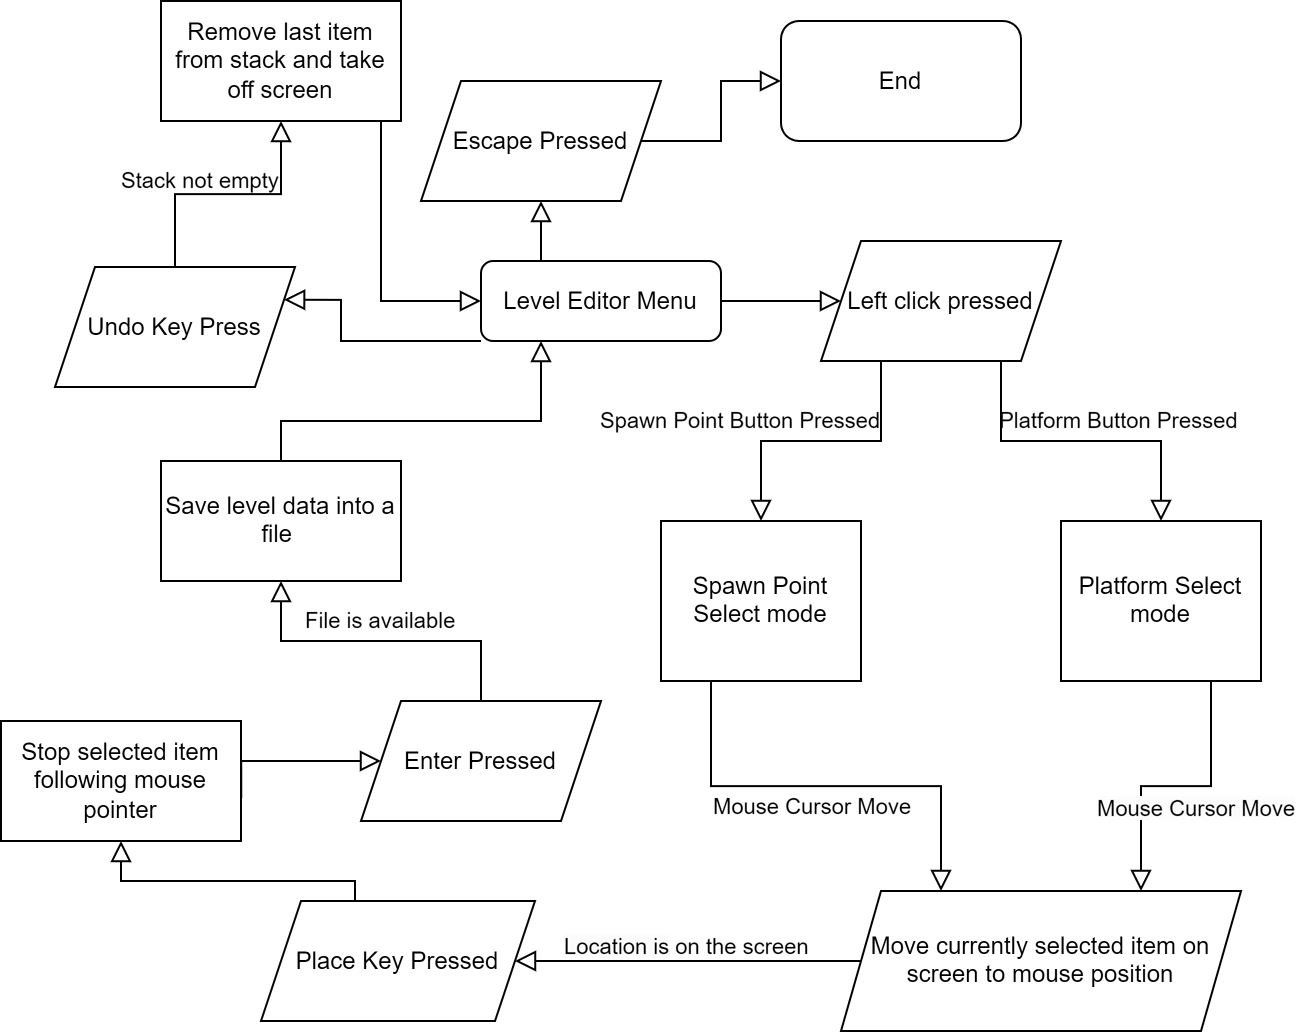 Remove last item
from stack and take
off screen
End
Escape Pressed
Stack not empty
Level Editor Menu
Left click pressed
Undo Key Press
Spawn Point Button Pressed
Platform Button Pressed
Save level data into a
file
Spawn Point
Select mode
Platform Select
mode
File is available
Stop selected item
following mouse
pointer
Enter Pressed
Mouse Cursor Move
Mouse Cursor Move
Place Key Pressed
Location is on the screen
Move currently selected item on
screen to mouse position